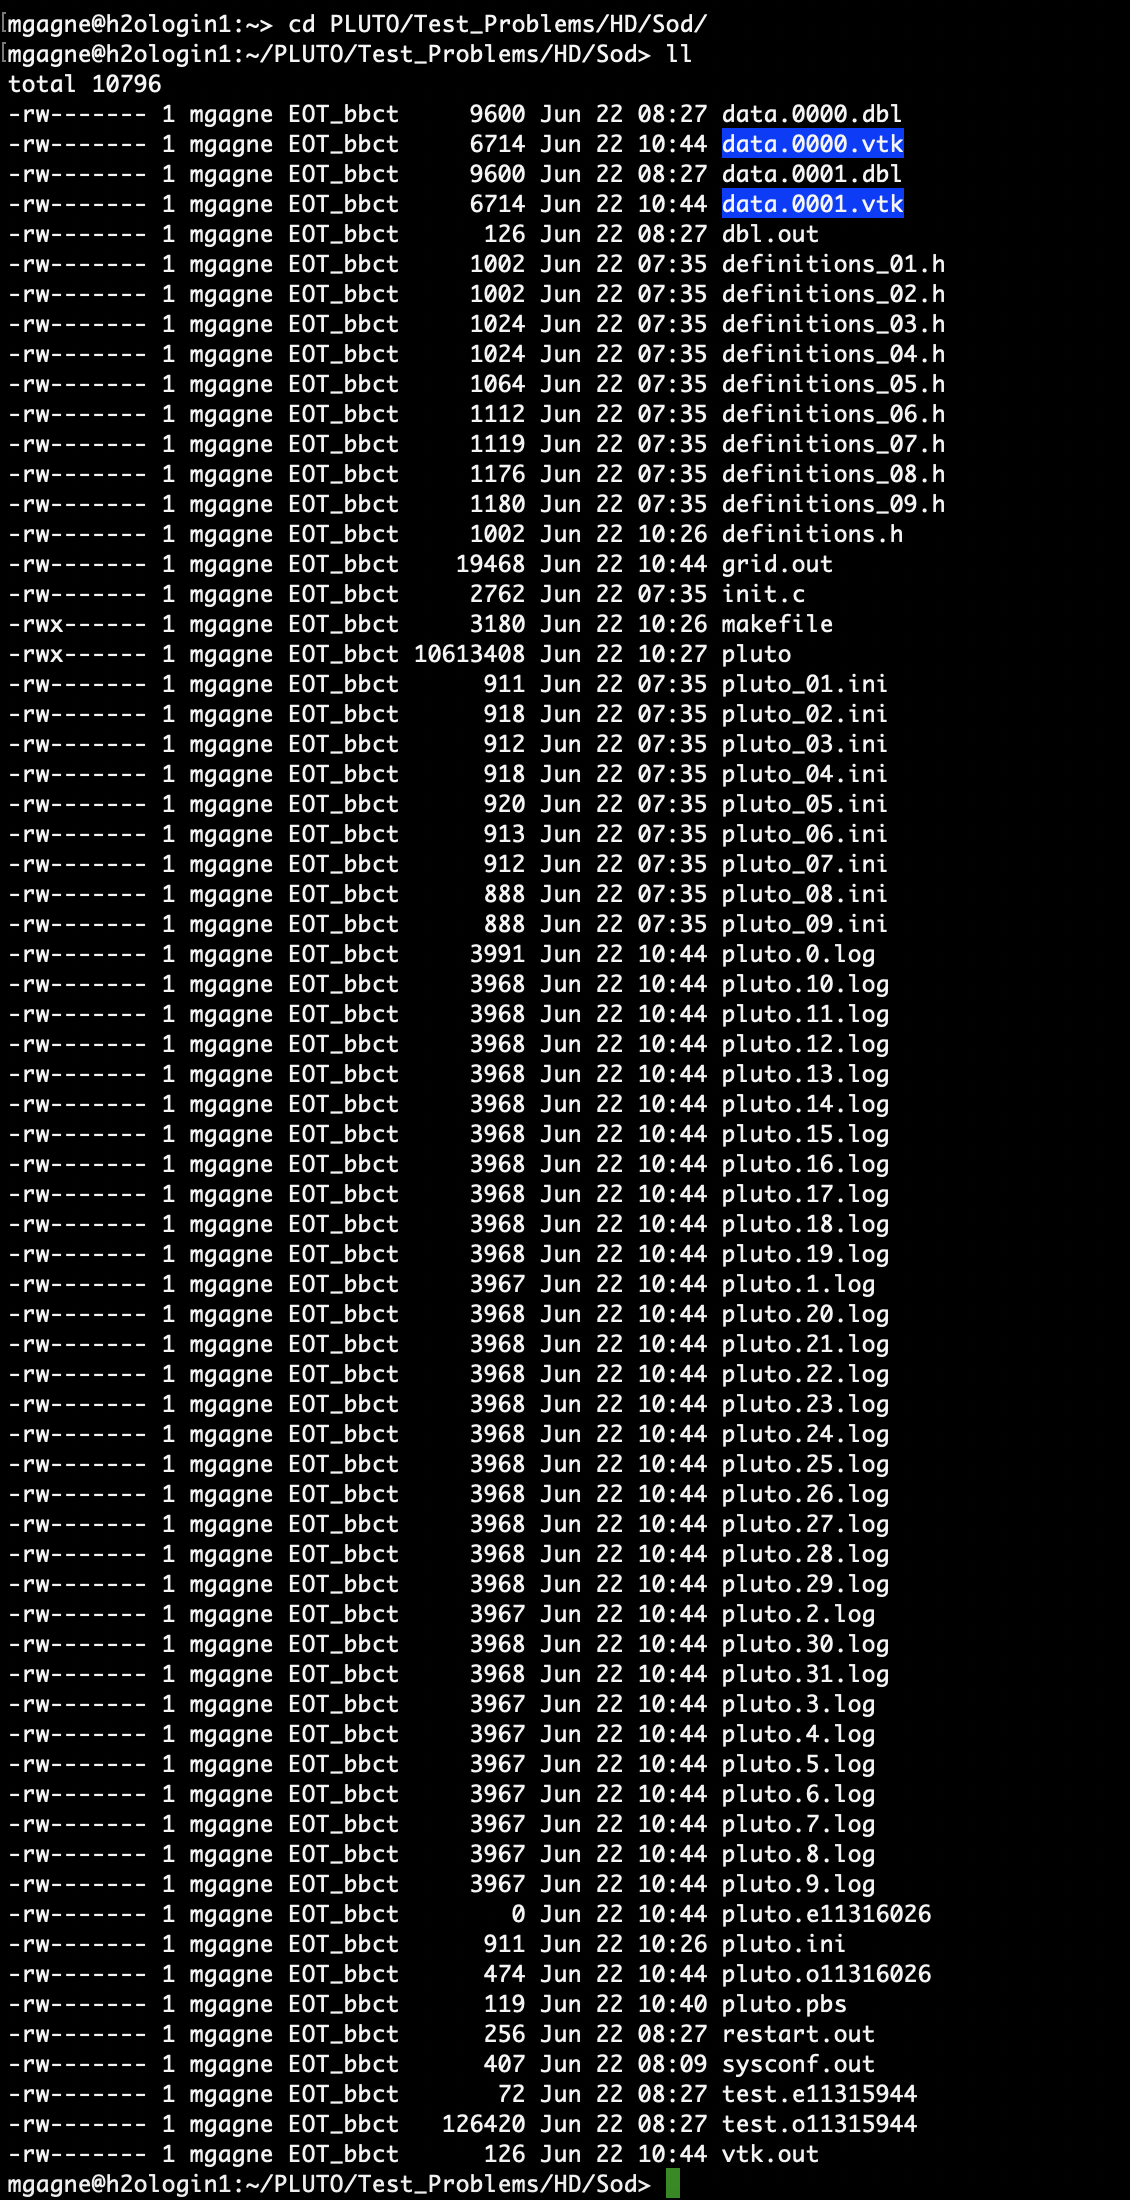 [mgagne@h2ologin1:~> cd PLUTO/Test_Problems/HD/Sod/
[mgagne@h2ologin1:~/PLUTO/Test_Problems/HD/Sod> ll
total 10796
-rw------- 1 mgagne EOT_bbct     9600 Jun 22 08:27 data.0000.dbl
-rw------- 1 mgagne EOT_bbct     6714 Jun 22 10:44 data.0000.vtk
-rw------- 1 mgagne EOT_bbct     9600 Jun 22 08:27 data.0001.dbl
-rw------- 1 mgagne EOT_bbct     6714 Jun 22 10:44 data.0001.vtk
-rw------- 1 mgagne EOT_bbct      126 Jun 22 08:27 dbl.out
-rw------- 1 mgagne EOT_bbct     1002 Jun 22 07:35 definitions_01.h
-rw------- 1 mgagne EOT_bbct     1002 Jun 22 07:35 definitions_02.h
-rw------- 1 mgagne EOT_bbct     1024 Jun 22 07:35 definitions_03.h
-rw------- 1 mgagne EOT_bbct     1024 Jun 22 07:35 definitions_04.h
-rw------- 1 mgagne EOT_bbct     1064 Jun 22 07:35 definitions_05.h
-rw------- 1 mgagne EOT_bbct     1112 Jun 22 07:35 definitions_06.h
-rw------- 1 mgagne EOT_bbct     1119 Jun 22 07:35 definitions_07.h
-rw------- 1 mgagne EOT_bbct     1176 Jun 22 07:35 definitions_08.h
-rw------- 1 mgagne EOT_bbct     1180 Jun 22 07:35 definitions_09.h
-rw------- 1 mgagne EOT_bbct     1002 Jun 22 10:26 definitions.h
-rw------- 1 mgagne EOT_bbct    19468 Jun 22 10:44 grid.out
-rw------- 1 mgagne EOT_bbct     2762 Jun 22 07:35 init.c
-rwx------ 1 mgagne EOT_bbct     3180 Jun 22 10:26 makefile
-rwx------ 1 mgagne EOT_bbct 10613408 Jun 22 10:27 pluto
-rw------- 1 mgagne EOT_bbct      911 Jun 22 07:35 pluto_01.ini
-rw------- 1 mgagne EOT_bbct      918 Jun 22 07:35 pluto_02.ini
-rw------- 1 mgagne EOT_bbct      912 Jun 22 07:35 pluto_03.ini
-rw------- 1 mgagne EOT_bbct      918 Jun 22 07:35 pluto_04.ini
-rw------- 1 mgagne EOT_bbct      920 Jun 22 07:35 pluto_05.ini
-rw------- 1 mgagne EOT_bbct      913 Jun 22 07:35 pluto_06.ini
-rw------- 1 mgagne EOT_bbct      912 Jun 22 07:35 pluto_07.ini
-rw------- 1 mgagne EOT_bbct      888 Jun 22 07:35 pluto_08.ini
-rw------- 1 mgagne EOT_bbct      888 Jun 22 07:35 pluto_09.ini
-rw------- 1 mgagne EOT_bbct     3991 Jun 22 10:44 pluto.0.log
-rw------- 1 mgagne EOT_bbct     3968 Jun 22 10:44 pluto.10.log
-rw------- 1 mgagne EOT_bbct     3968 Jun 22 10:44 pluto.11.log
-rw------- 1 mgagne EOT_bbct     3968 Jun 22 10:44 pluto.12.log
-rw------- 1 mgagne EOT_bbct     3968 Jun 22 10:44 pluto.13.log
-rw------- 1 mgagne EOT_bbct     3968 Jun 22 10:44 pluto.14.log
-rw------- 1 mgagne EOT_bbct     3968 Jun 22 10:44 pluto.15.log
-rw------- 1 mgagne EOT_bbct     3968 Jun 22 10:44 pluto.16.log
-rw------- 1 mgagne EOT_bbct     3968 Jun 22 10:44 pluto.17.log
-rw------- 1 mgagne EOT_bbct     3968 Jun 22 10:44 pluto.18.log
-rw------- 1 mgagne EOT_bbct     3968 Jun 22 10:44 pluto.19.log
-rw------- 1 mgagne EOT_bbct     3967 Jun 22 10:44 pluto.1.log
-rw------- 1 mgagne EOT_bbct     3968 Jun 22 10:44 pluto.20.log
-rw------- 1 mgagne EOT_bbct     3968 Jun 22 10:44 pluto.21.log
-rw------- 1 mgagne EOT_bbct     3968 Jun 22 10:44 pluto.22.log
-rw------- 1 mgagne EOT_bbct     3968 Jun 22 10:44 pluto.23.log
-rw------- 1 mgagne EOT_bbct     3968 Jun 22 10:44 pluto.24.log
-rw------- 1 mgagne EOT_bbct     3968 Jun 22 10:44 pluto.25.log
-rw------- 1 mgagne EOT_bbct     3968 Jun 22 10:44 pluto.26.log
-rw------- 1 mgagne EOT_bbct     3968 Jun 22 10:44 pluto.27.log
-rw------- 1 mgagne EOT_bbct     3968 Jun 22 10:44 pluto.28.log
-rw------- 1 mgagne EOT_bbct     3968 Jun 22 10:44 pluto.29.log
-rw------- 1 mgagne EOT_bbct     3967 Jun 22 10:44 pluto.2.log
-rw------- 1 mgagne EOT_bbct     3968 Jun 22 10:44 pluto.30.log
-rw------- 1 mgagne EOT_bbct     3968 Jun 22 10:44 pluto.31.log
-rw------- 1 mgagne EOT_bbct     3967 Jun 22 10:44 pluto.3.log
-rw------- 1 mgagne EOT_bbct     3967 Jun 22 10:44 pluto.4.log
-rw------- 1 mgagne EOT_bbct     3967 Jun 22 10:44 pluto.5.log
-rw------- 1 mgagne EOT_bbct     3967 Jun 22 10:44 pluto.6.log
-rw------- 1 mgagne EOT_bbct     3967 Jun 22 10:44 pluto.7.log
-rw------- 1 mgagne EOT_bbct     3967 Jun 22 10:44 pluto.8.log
-rw------- 1 mgagne EOT_bbct     3967 Jun 22 10:44 pluto.9.log
-rw------- 1 mgagne EOT_bbct        0 Jun 22 10:44 pluto.e11316026
-rw------- 1 mgagne EOT_bbct      911 Jun 22 10:26 pluto.ini
-rw------- 1 mgagne EOT_bbct      474 Jun 22 10:44 pluto.o11316026
-rw------- 1 mgagne EOT_bbct      119 Jun 22 10:40 pluto.pbs
-rw------- 1 mgagne EOT_bbct      256 Jun 22 08:27 restart.out
-rw------- 1 mgagne EOT_bbct      407 Jun 22 08:09 sysconf.out
-rw------- 1 mgagne EOT_bbct       72 Jun 22 08:27 test.e11315944
-rw------- 1 mgagne EOT_bbct   126420 Jun 22 08:27 test.o11315944
-rw------- 1 mgagne EOT_bbct      126 Jun 22 10:44 vtk.out
mgagne@h2ologin1:~/PLUTO/Test_Problems/HD/Sod>